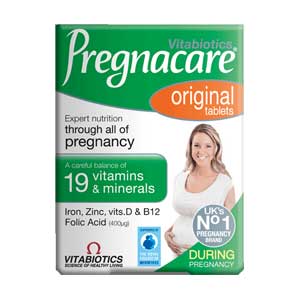 Vitabiotics
Pregnacare®
original
tablets
Expert nutrition
through all of
pregnancy
A careful balance of
19 vitamins
& minerals
Iron, Zinc, vits.D & B12
Folic Acid (400µg)
UK's
No1
PREGNANCY
BRAND
VITABIOTICS
SCIENCE OF HEALTHY LIVING
DURING
PREGNANCY